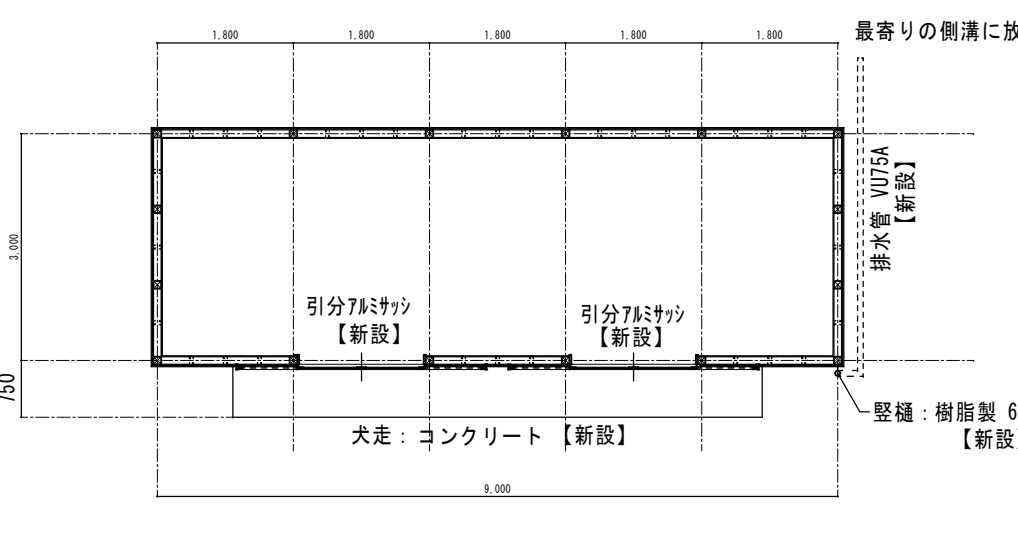 最寄りの側溝に放
1,800
1,800
1,800
1,800
1,800
排水管 VU75A
【新設】
3,000
引分アルミサッシ
【新設】
引分アルミサッシ
【新設】
750
竪樋：樹脂製 6
【新設】
犬走：コンクリート 【新設】
9,000